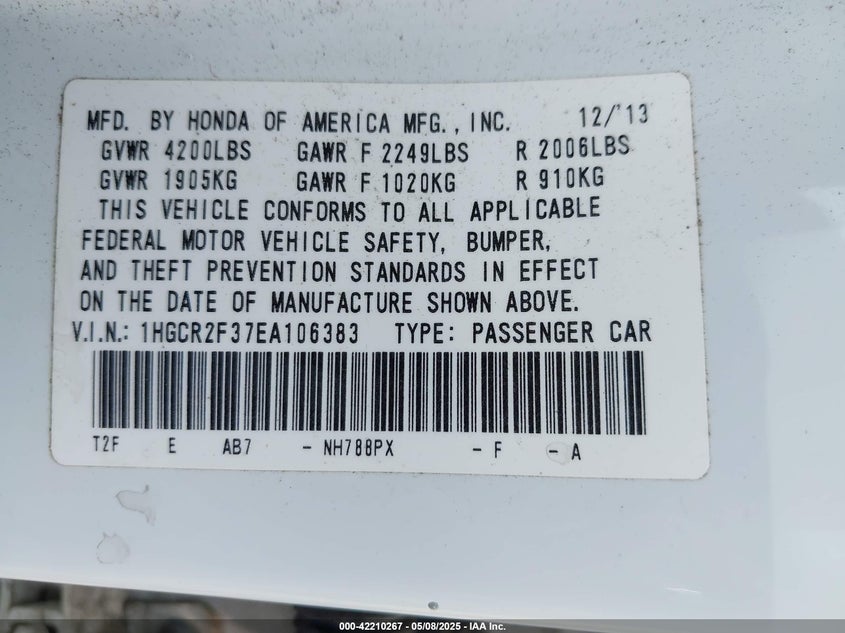 MFD. BY HONDA OF AMERICA MFG., INC. 12/'13
GVWR 4200LBS GAWR F 2249LBS R 2006LBS
GVWR 1905KG GAWR F 1020KG R 910KG
THIS VEHICLE CONFORMS TO ALL APPLICABLE
FEDERAL MOTOR VEHICLE SAFETY, BUMPER,
AND THEFT PREVENTION STANDARDS IN EFFECT
ON THE DATE OF MANUFACTURE SHOWN ABOVE.
V.I.N.: 1HGCR2F37EA106383 TYPE: PASSENGER CAR
T2F E AB7 - NH788PX - F - A
000-42210267 - 05/08/2025 - IAA Inc.